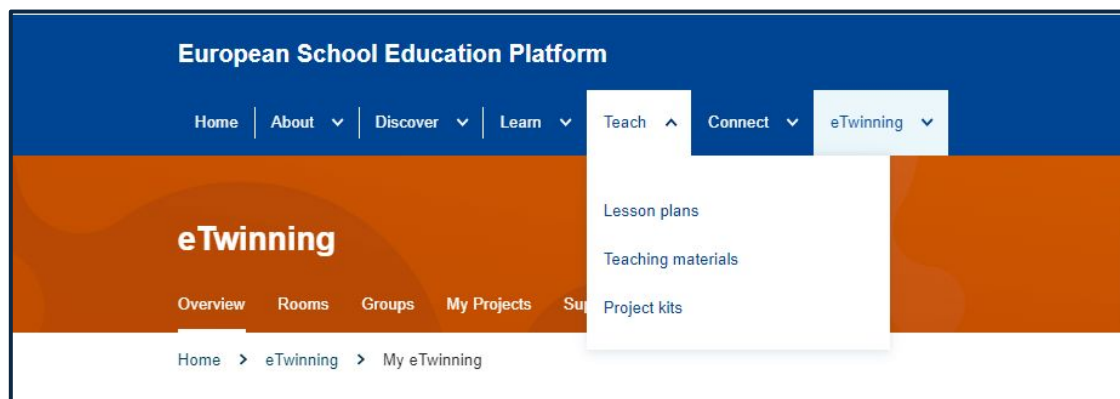 European School Education Platform
Home About Discover Learn Teach Connect eTwinning
Lesson plans
eTwinning
Teaching materials
Overview Rooms Groups My Projects
Project kits
Home > eTwinning > My eTwinning